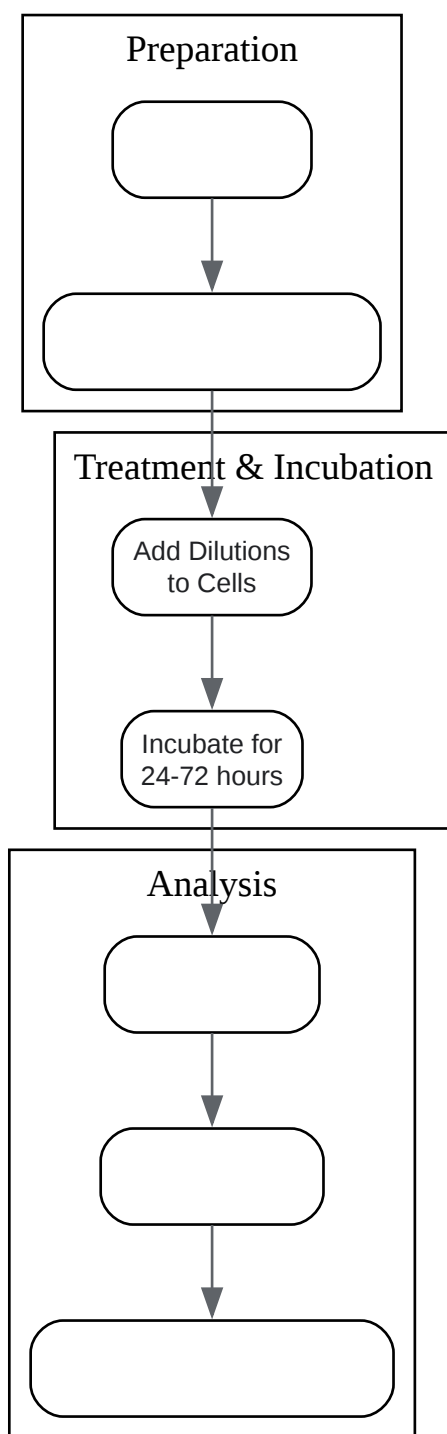 Preparation
Treatment & Incubation
Add Dilutions
to Cells
Incubate for
24-72 hours
Analysis